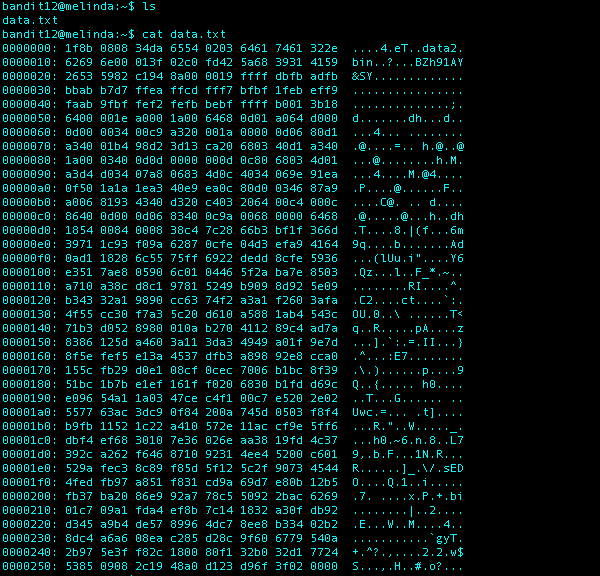 bandit12@melinda:~$ ls
data.txt
bandit12@melinda:~$ cat data.txt
0000000: 1f8b 0808 34da 6554 0203 6461 7461 322e  ....4.eT..data2.
0000010: 6269 6e00 013f 02c0 fd42 5a68 3931 4159  bin..?...BZh91AY
0000020: 2653 5982 c194 8a00 0019 ffff dbfb adfb  &SY.............
0000030: bbab b7d7 ffea ffcd fff7 bfbf 1feb eff9  ................
0000040: faab 9fbf fef2 fefb bebf ffff b001 3b18  ..............;.
0000050: 6400 001e a000 1a00 6468 0d01 a064 d000  d.......dh...d..
0000060: 0d00 0034 00c9 a320 001a 0000 0d06 80d1  ...4... ........
0000070: a340 01b4 98d2 3d13 ca20 6803 40d1 a340  .@....=.. h.@..@
0000080: 1a00 0340 0d0d 0000 000d 0c80 6803 4d01  ...@........h.M.
0000090: a3d4 d034 07a8 0683 4d0c 4034 069e 91ea  ...4....M.@4....
00000a0: 0f50 1a1a 1ea3 40e9 ea0c 80d0 0346 87a9  .P....@......F..
00000b0: a006 8193 4340 d320 c403 2064 00c4 000c  ....C@. .. d....
00000c0: 8640 0d00 0d06 8340 0c9a 0068 0000 6468  .@.....@...h..dh
00000d0: 1854 0084 0008 38c4 7c28 66b3 bf1f 366d  .T....8.|(f...6m
00000e0: 3971 1c93 f09a 6287 0cfe 04d3 efa9 4164  9q....b.......Ad
00000f0: 0ad1 1828 6c55 75ff 6922 dedd 8cfe 5936  ...(lUu.i"....Y6
0000100: e351 7ae8 0590 6c01 0446 5f2a ba7e 8503  .Qz...l..F_*.~..
0000110: a710 a38c d8c1 9781 5249 b909 8d92 5e09  ........RI....^.
0000120: b343 32a1 9890 cc63 74f2 a3a1 f260 3afa  .C2....ct....`:.
0000130: 4f55 cc30 f7a3 5c20 d610 a588 1ab4 543c  OU.0..\ ......T<
0000140: 71b3 d052 8980 010a b270 4112 89c4 ad7a  q..R.....pA....z
0000150: 8386 125d a460 3a11 3da3 4949 a01f 9e7d  ...].`:.=.II...}
0000160: 8f5e fef5 e13a 4537 dfb3 a898 92e8 cca0  .^...:E7........
0000170: 155c fb29 d0e1 08cf 0cec 7006 b1bc 8f39  .\.)......p....9
0000180: 51bc 1b7b e1ef 161f f020 6830 b1fd d69c  Q..{..... h0....
0000190: e096 54a1 1a03 47ce c4f1 00c7 e520 2e02  ..T...G...... ..
00001a0: 5577 63ac 3dc9 0f84 200a 745d 0503 f8f4  Uwc.=... .t]....
00001b0: b9fb 1152 1c22 a410 572e 11ac cf9e 5ff6  ...R."..W....._.
00001c0: dbf4 ef68 3010 7e36 026e aa38 19fd 4c37  ...h0.~6.n.8..L7
00001d0: 392c ca26 f646 8710 9231 4ee4 5200 c601  9,.&.F...1N.R...
00001e0: 529a fec3 8c89 f85d 5f12 5c2f 9073 4544  R......]_.\/.sED
00001f0: 4fed fb97 a851 f831 cd9a 69d7 e80b 12b5  O....Q.1..i.....
0000200: fb37 ba20 86e9 92a7 78c5 5092 2bac 6269  .7. ....x.P.+.bi
0000210: 01c7 09a1 fda4 ef8b 7c14 1832 a30f db92  ........|..2....
0000220: d345 a9b4 de57 8996 4dc7 8ee8 b334 02b2  .E...W..M....4..
0000230: 8dc4 a6a6 08ea c285 d28c 9f60 6779 540a  ...........`gyT.
0000240: 2b97 5e3f f82c 1800 80f1 32b0 32d1 7724  +.^?.,....2.2.w$
0000250: 5385 0908 2c19 48a0 d123 d96f 3f02 0000  S...,.H..#.o?...